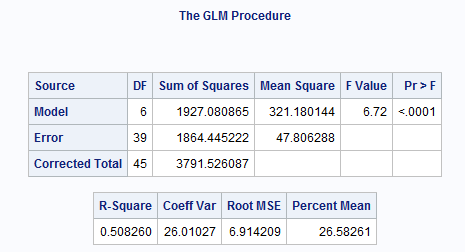 The GLM Procedure
Source DF Sum of Squares Mean Square F Value Pr > F
Model 6 1927.080865 321.180144 6.72 <.0001
Error 39 1864.445222 47.806288
Corrected Total 45 3791.526087
R-Square Coeff Var Root MSE Percent Mean
0.508260 26.01027 6.914209 26.58261